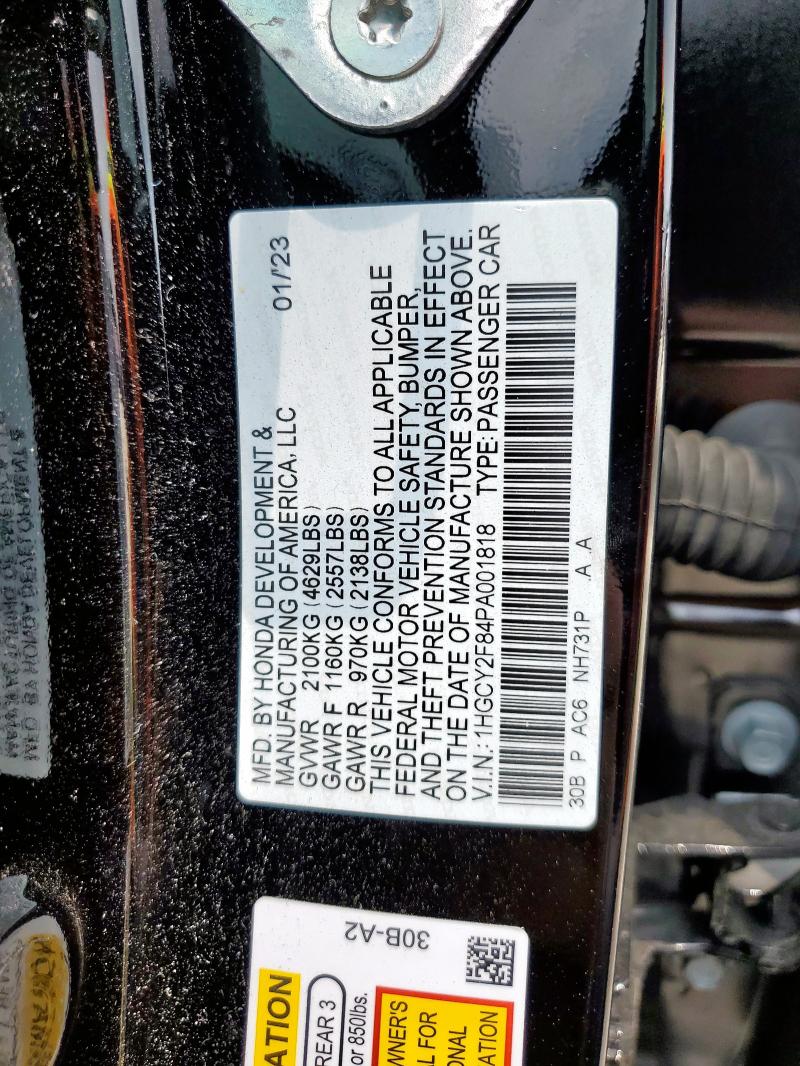 MFD. BY HONDA DEVELOPMENT &
MANUFACTURING OF AMERICA, LLC 01/'23
GVWR 2100KG (4629LBS)
GAWR F 1160KG (2557LBS)
GAWR R 970KG (2138LBS)
THIS VEHICLE CONFORMS TO ALL APPLICABLE
FEDERAL MOTOR VEHICLE SAFETY, BUMPER,
AND THEFT PREVENTION STANDARDS IN EFFECT
ON THE DATE OF MANUFACTURE SHOWN ABOVE.
V.I.N.: 1HGCY2F84PA001818 TYPE: PASSENGER CAR
30B P AC6 NH731P A A
30B-A2
ATION
REAR 3
or 850lbs.
WNER'S
L FOR
ONAL
ATION